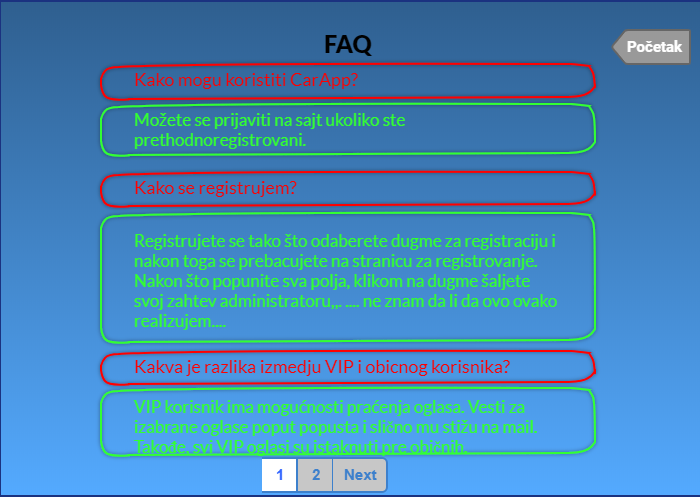 FAQ
Početak
Kako mogu koristiti CarApp?
Možete se prijaviti na sajt ukoliko ste
prethodnoregistrovani.
Kako se registrujem?
Registrujete se tako što odaberete dugme za registraciju i
nakon toga se prebacujete na stranicu za registrovanje.
Nakon što popunite sva polja, klikom na dugme šaljete
svoj zahtev administratoru,,. .... ne znam da li da ovo ovako
realizujem....
Kakva je razlika izmedju VIP i obicnog korisnika?
VIP korisnik ima mogućnosti praćenja oglasa. Vesti za
izabrane oglase poput popusta i slično mu stižu na mail.
Takođe, svi VIP oglasi su istaknuti pre običnih.
1 2 Next